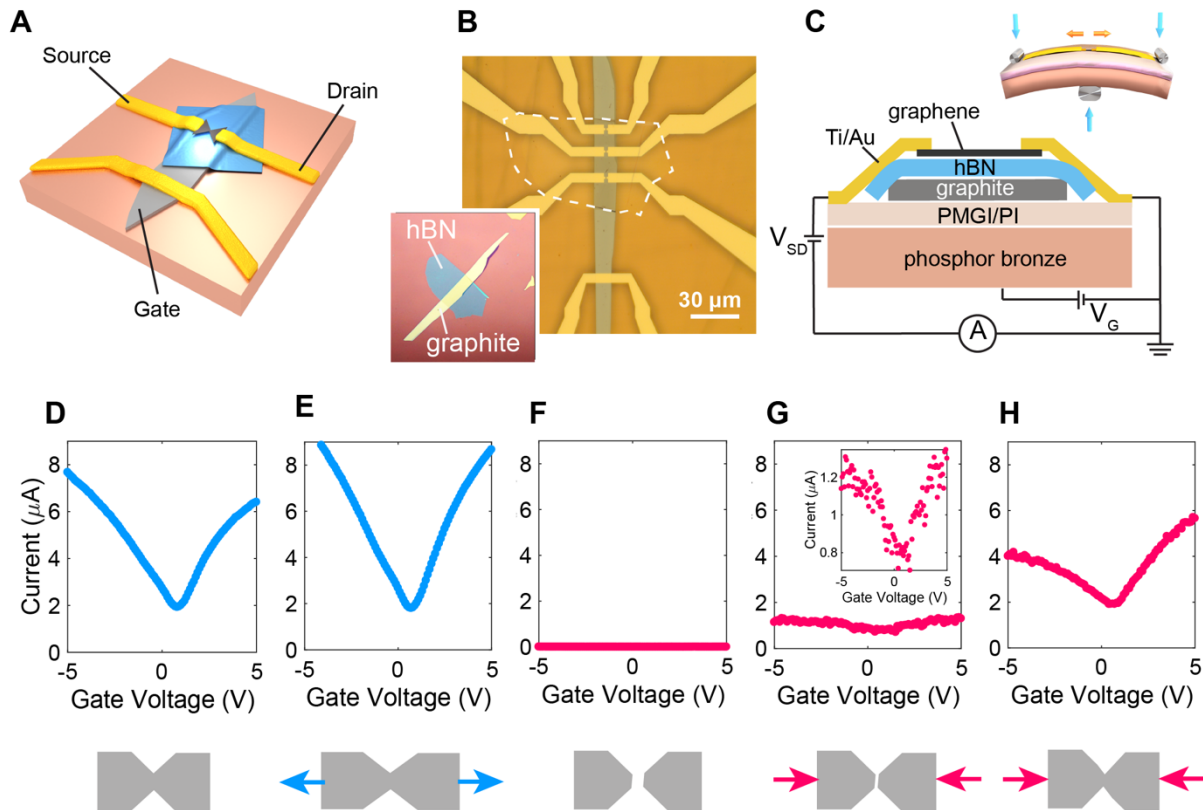 A
Source
Drain
Gate
B
hBN
graphite
30 μm
C
graphene
Ti/Au
hBN
graphite
PMGI/PI
phosphor bronze
V_SD
V_G
A
D
Current (μA)
8
6
4
2
0
-5 0 5
Gate Voltage (V)
E
8
6
4
2
0
-5 0 5
Gate Voltage (V)
F
8
6
4
2
0
-5 0 5
Gate Voltage (V)
G
8
6
4
2
0
-5 0 5
Gate Voltage (V)
Current (μA)
1.2
1
0.8
-5 0 5
Gate Voltage (V)
H
8
6
4
2
0
-5 0 5
Gate Voltage (V)